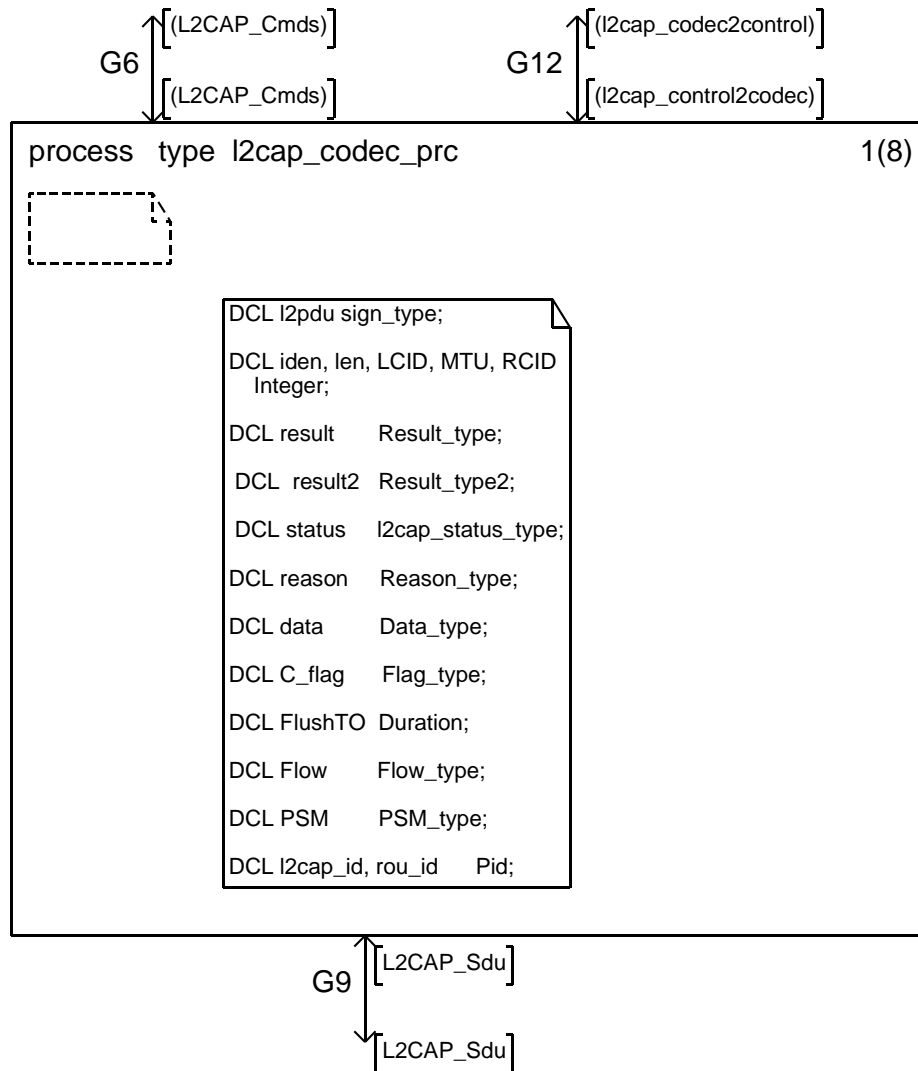 (L2CAP_Cmds)
(l2cap_codec2control)
G6
G12
(L2CAP_Cmds)
(l2cap_control2codec)
process type l2cap_codec_prc
1(8)
DCL l2pdu sign_type;
DCL iden, len, LCID, MTU, RCID
Integer;
DCL result Result_type;
DCL result2 Result_type2;
DCL status l2cap_status_type;
DCL reason Reason_type;
DCL data Data_type;
DCL C_flag Flag_type;
DCL FlushTO Duration;
DCL Flow Flow_type;
DCL PSM PSM_type;
DCL l2cap_id, rou_id Pid;
L2CAP_Sdu
G9
L2CAP_Sdu